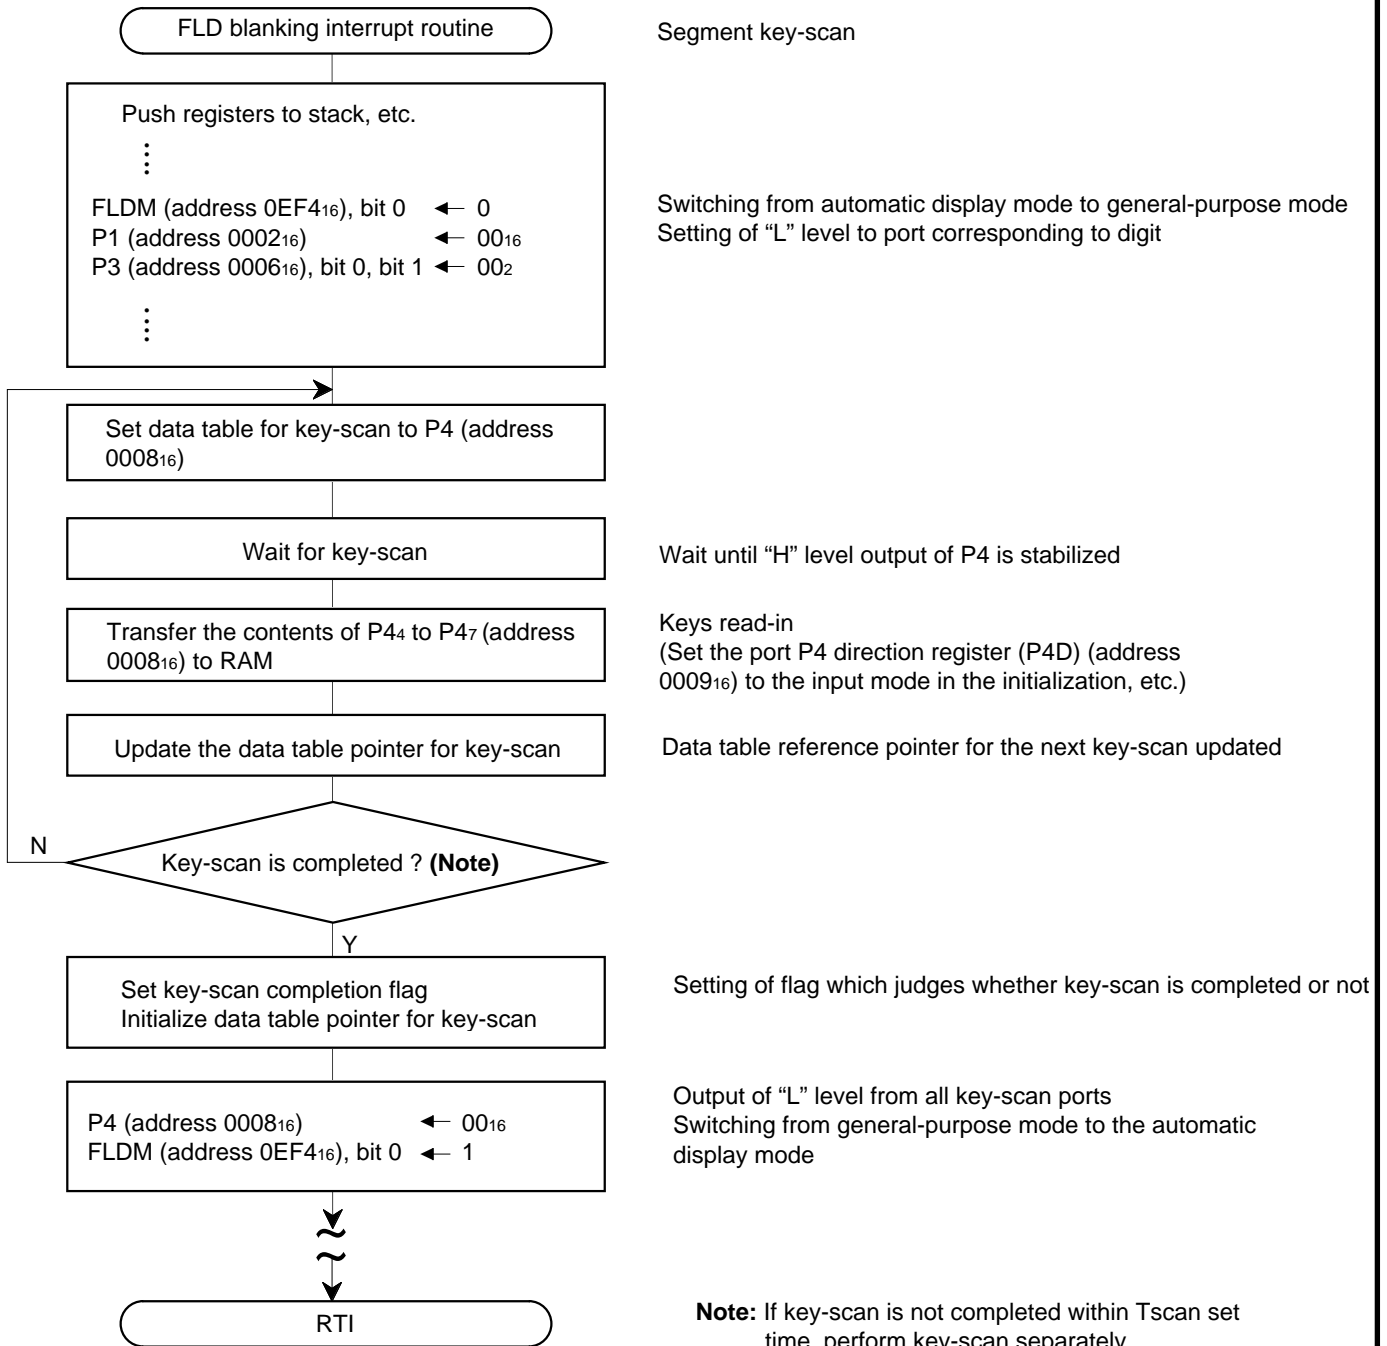 FLD blanking interrupt routine
Segment key-scan
Push registers to stack, etc.
FLDM (address 0EF4₁₆), bit 0 ← 0
Switching from automatic display mode to general-purpose mode
P1 (address 0002₁₆) ← 00₁₆
Setting of “L” level to port corresponding to digit
P3 (address 0006₁₆), bit 0, bit 1 ← 00₂
Set data table for key-scan to P4 (address
0008₁₆)
Wait for key-scan
Wait until “H” level output of P4 is stabilized
Transfer the contents of P4₄ to P4₇ (address
0008₁₆) to RAM
Keys read-in
(Set the port P4 direction register (P4D) (address
0009₁₆) to the input mode in the initialization, etc.)
Update the data table pointer for key-scan
Data table reference pointer for the next key-scan updated
N
Key-scan is completed ? (Note)
Y
Set key-scan completion flag
Initialize data table pointer for key-scan
Setting of flag which judges whether key-scan is completed or not
P4 (address 0008₁₆) ← 00₁₆
FLDM (address 0EF4₁₆), bit 0 ← 1
Output of “L” level from all key-scan ports
Switching from general-purpose mode to the automatic
display mode
RTI
Note: If key-scan is not completed within Tscan set
time, perform key-scan separately